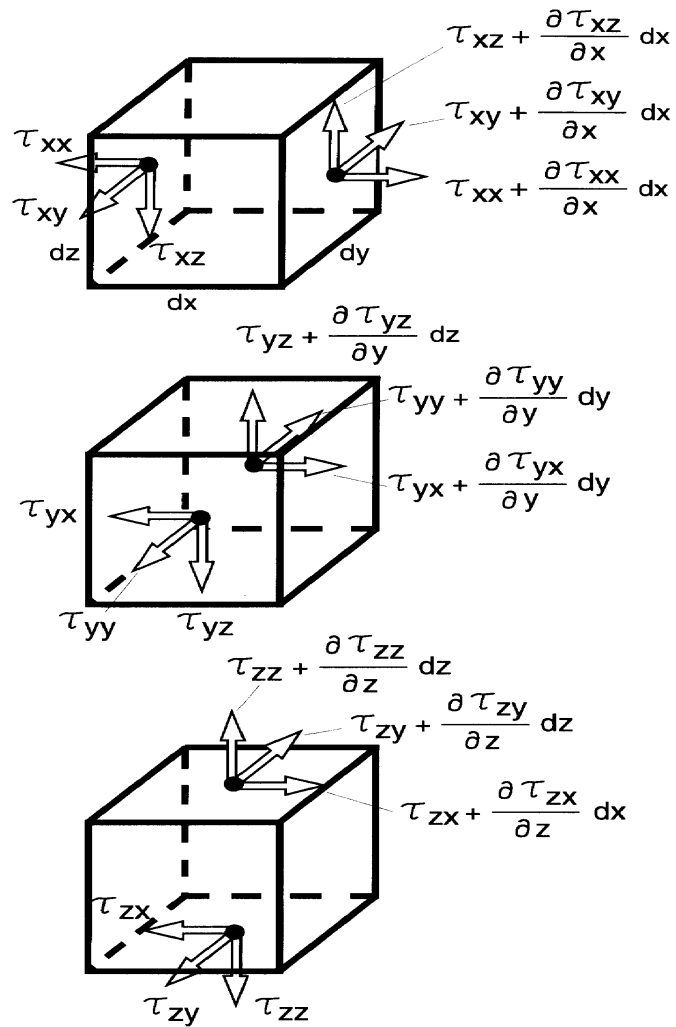 τxz + ∂τxz/∂x dx
τxy + ∂τxy/∂x dx
τxx
τxx + ∂τxx/∂x dx
τxy
τxz
dz
dy
dx
τyz + ∂τyz/∂y dz
τyy + ∂τyy/∂y dy
τyx + ∂τyx/∂y dy
τyx
τyy
τyz
τzz + ∂τzz/∂z dz
τzy + ∂τzy/∂z dz
τzx + ∂τzx/∂z dx
τzx
τzy
τzz